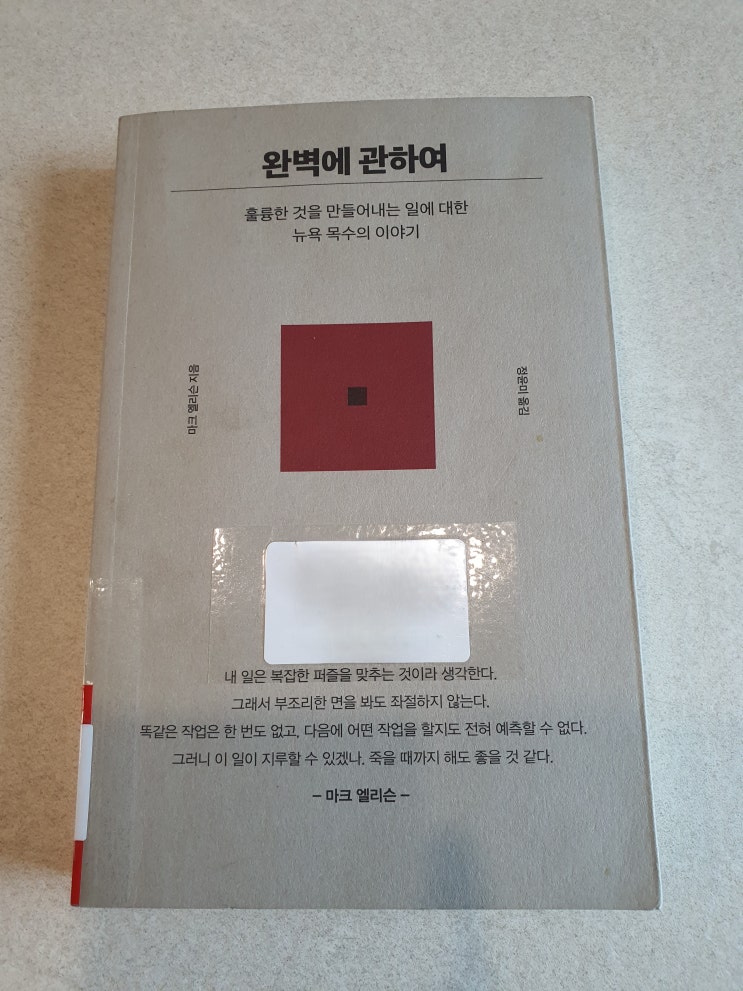 완벽에 관하여
훌륭한 것을 만들어내는 일에 대한
뉴욕 목수의 이야기
마크 엘리슨 지음
정윤미 옮김
내 일은 복잡한 퍼즐을 맞추는 것이라 생각한다.
그래서 부조리한 면을 봐도 좌절하지 않는다.
똑같은 작업은 한 번도 없고, 다음에 어떤 작업을 할지도 전혀 예측할 수 없다.
그러니 이 일이 지루할 수 있겠나. 죽을 때까지 해도 좋을 것 같다.
– 마크 엘리슨 –